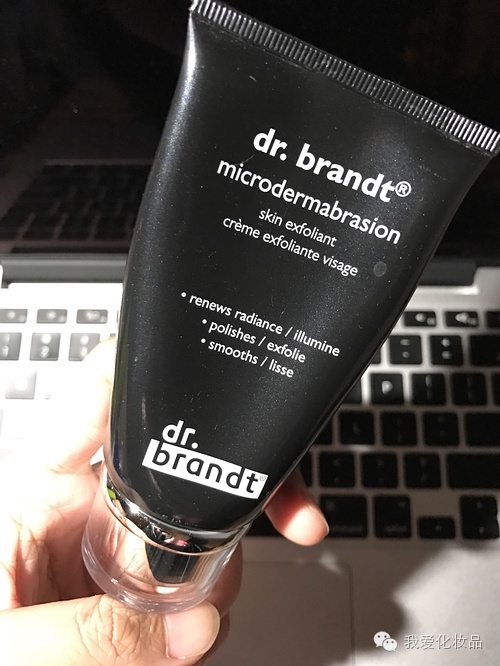 dr. brandt®
microdermabrasion
skin exfoliant
crème exfoliante visage
• renews radiance / illumine
• polishes / exfolie
• smooths / lisse
dr.
brandt®
我爱化妆品